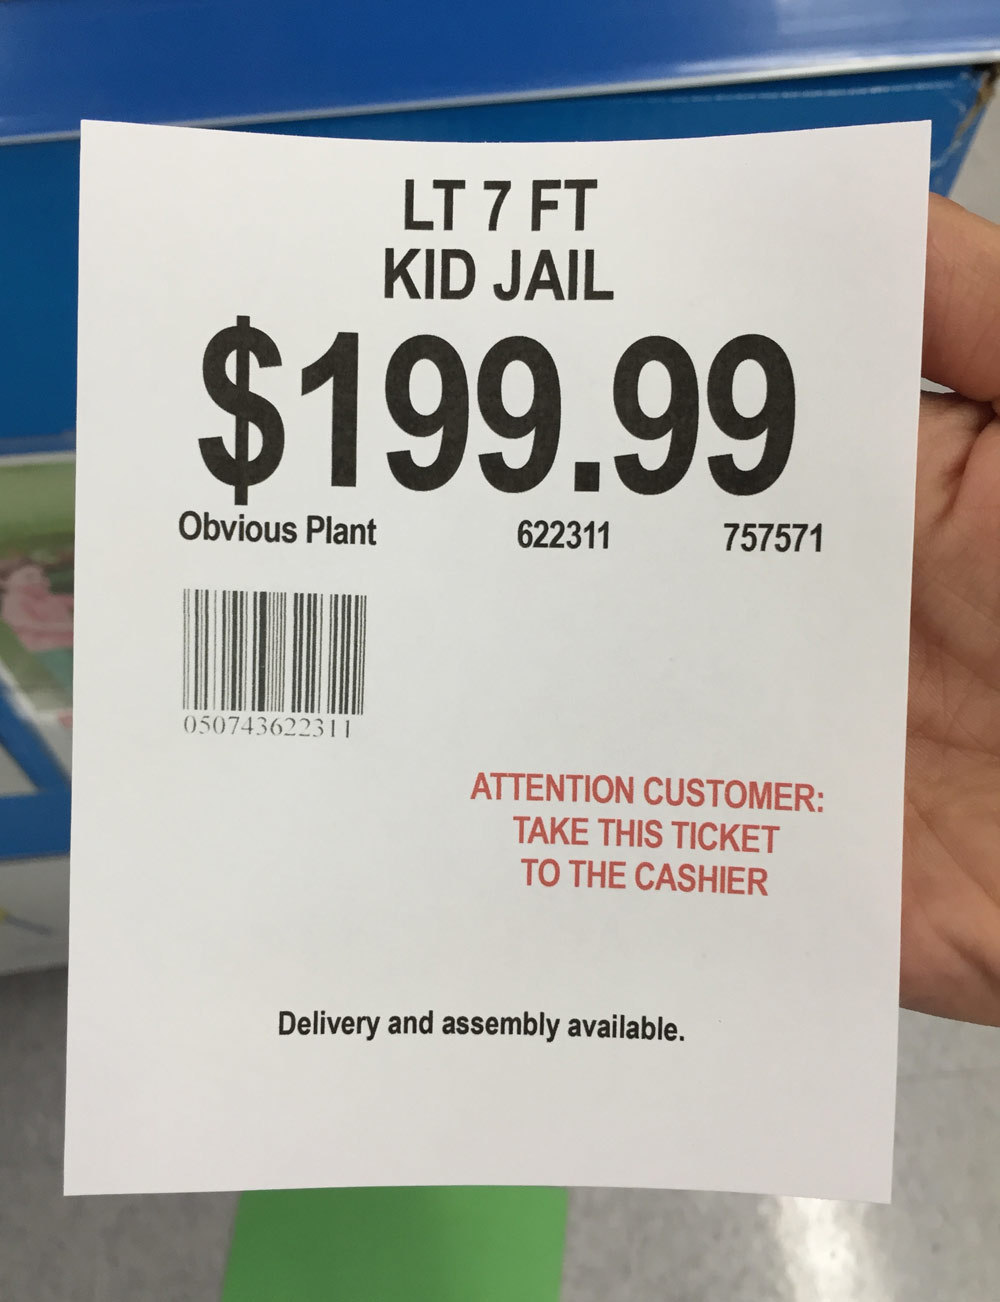 LT 7 FT
KID JAIL
$199.99
Obvious Plant 622311 757571
050743622311
ATTENTION CUSTOMER:
TAKE THIS TICKET
TO THE CASHIER
Delivery and assembly available.